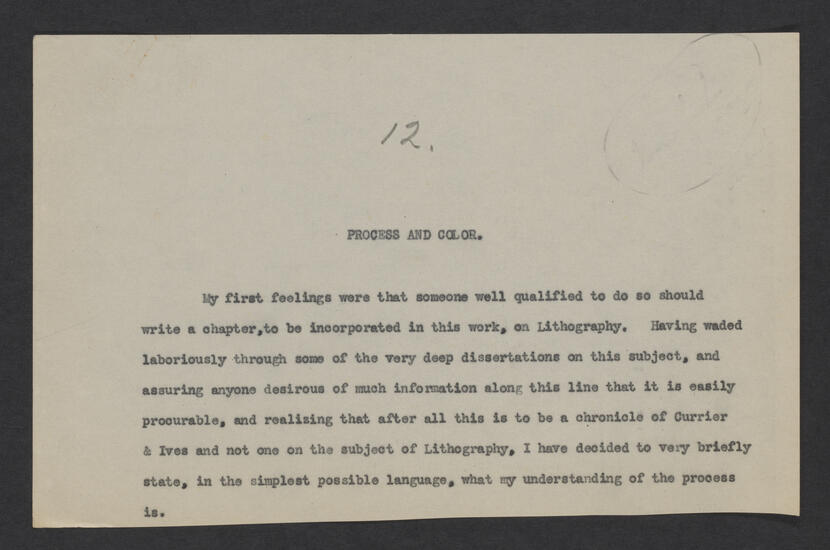 12.
PROCESS AND COLOR.
My first feelings were that someone well qualified to do so should
write a chapter,to be incorporated in this work, on Lithography. Having waded
laboriously through some of the very deep dissertations on this subject, and
assuring anyone desirous of much information along this line that it is easily
procurable, and realizing that after all this is to be a chronicle of Currier
& Ives and not one on the subject of Lithography, I have decided to very briefly
state, in the simplest possible language, what my understanding of the process
is.